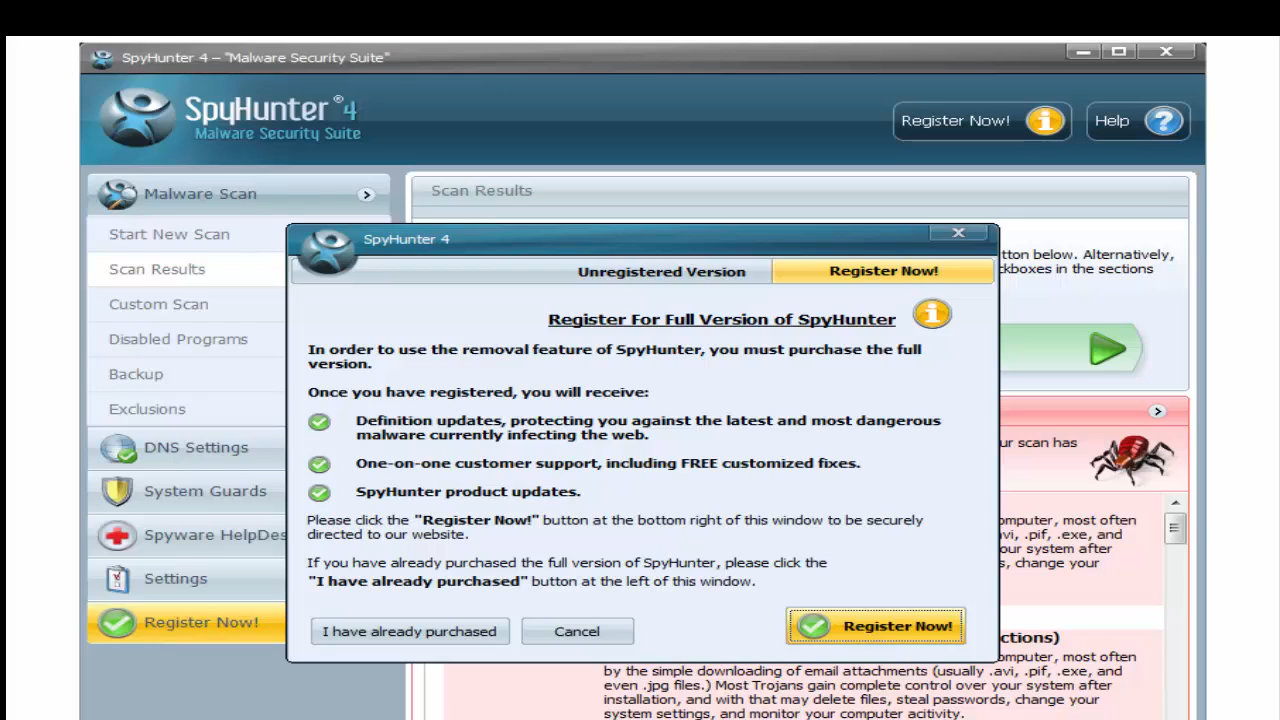 SpyHunter 4 – "Malware Security Suite"
SpyHunter®4
Malware Security Suite
Register Now!
Help
Malware Scan
Start New Scan
Scan Results
Custom Scan
Disabled Programs
Backup
Exclusions
DNS Settings
System Guards
Spyware HelpDes
Settings
Register Now!
Scan Results
tton below. Alternatively,
ckboxes in the sections
ur scan has
SpyHunter 4
Unregistered Version
Register Now!
Register For Full Version of SpyHunter
In order to use the removal feature of SpyHunter, you must purchase the full
version.
Once you have registered, you will receive:
Definition updates, protecting you against the latest and most dangerous
malware currently infecting the web.
One-on-one customer support, including FREE customized fixes.
SpyHunter product updates.
Please click the "Register Now!" button at the bottom right of this window to be securely
directed to our website.
If you have already purchased the full version of SpyHunter, please click the
"I have already purchased" button at the left of this window.
I have already purchased
Cancel
Register Now!
omputer, most often
avi, .pif, .exe, and
our system after
s, change your
ctions)
omputer, most often
by the simple downloading of email attachments (usually .avi, .pif, .exe, and
even .jpg files.) Most Trojans gain complete control over your system after
installation, and with that may delete files, steal passwords, change your
system settings, and monitor your computer acitivity.